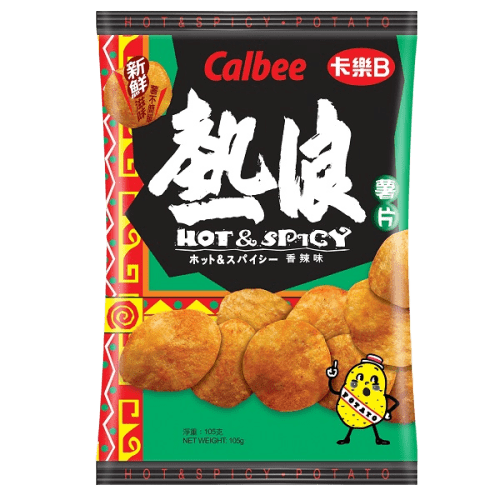 HOT&SPICY・POTATO
新鮮
Calbee
卡樂B
熱浪
薯片
HOT & SPICY
ホット&スパイシー 香辣味
POTATO
淨重：105克
NET WEIGHT 105g
HOT&SPICY・POTATO